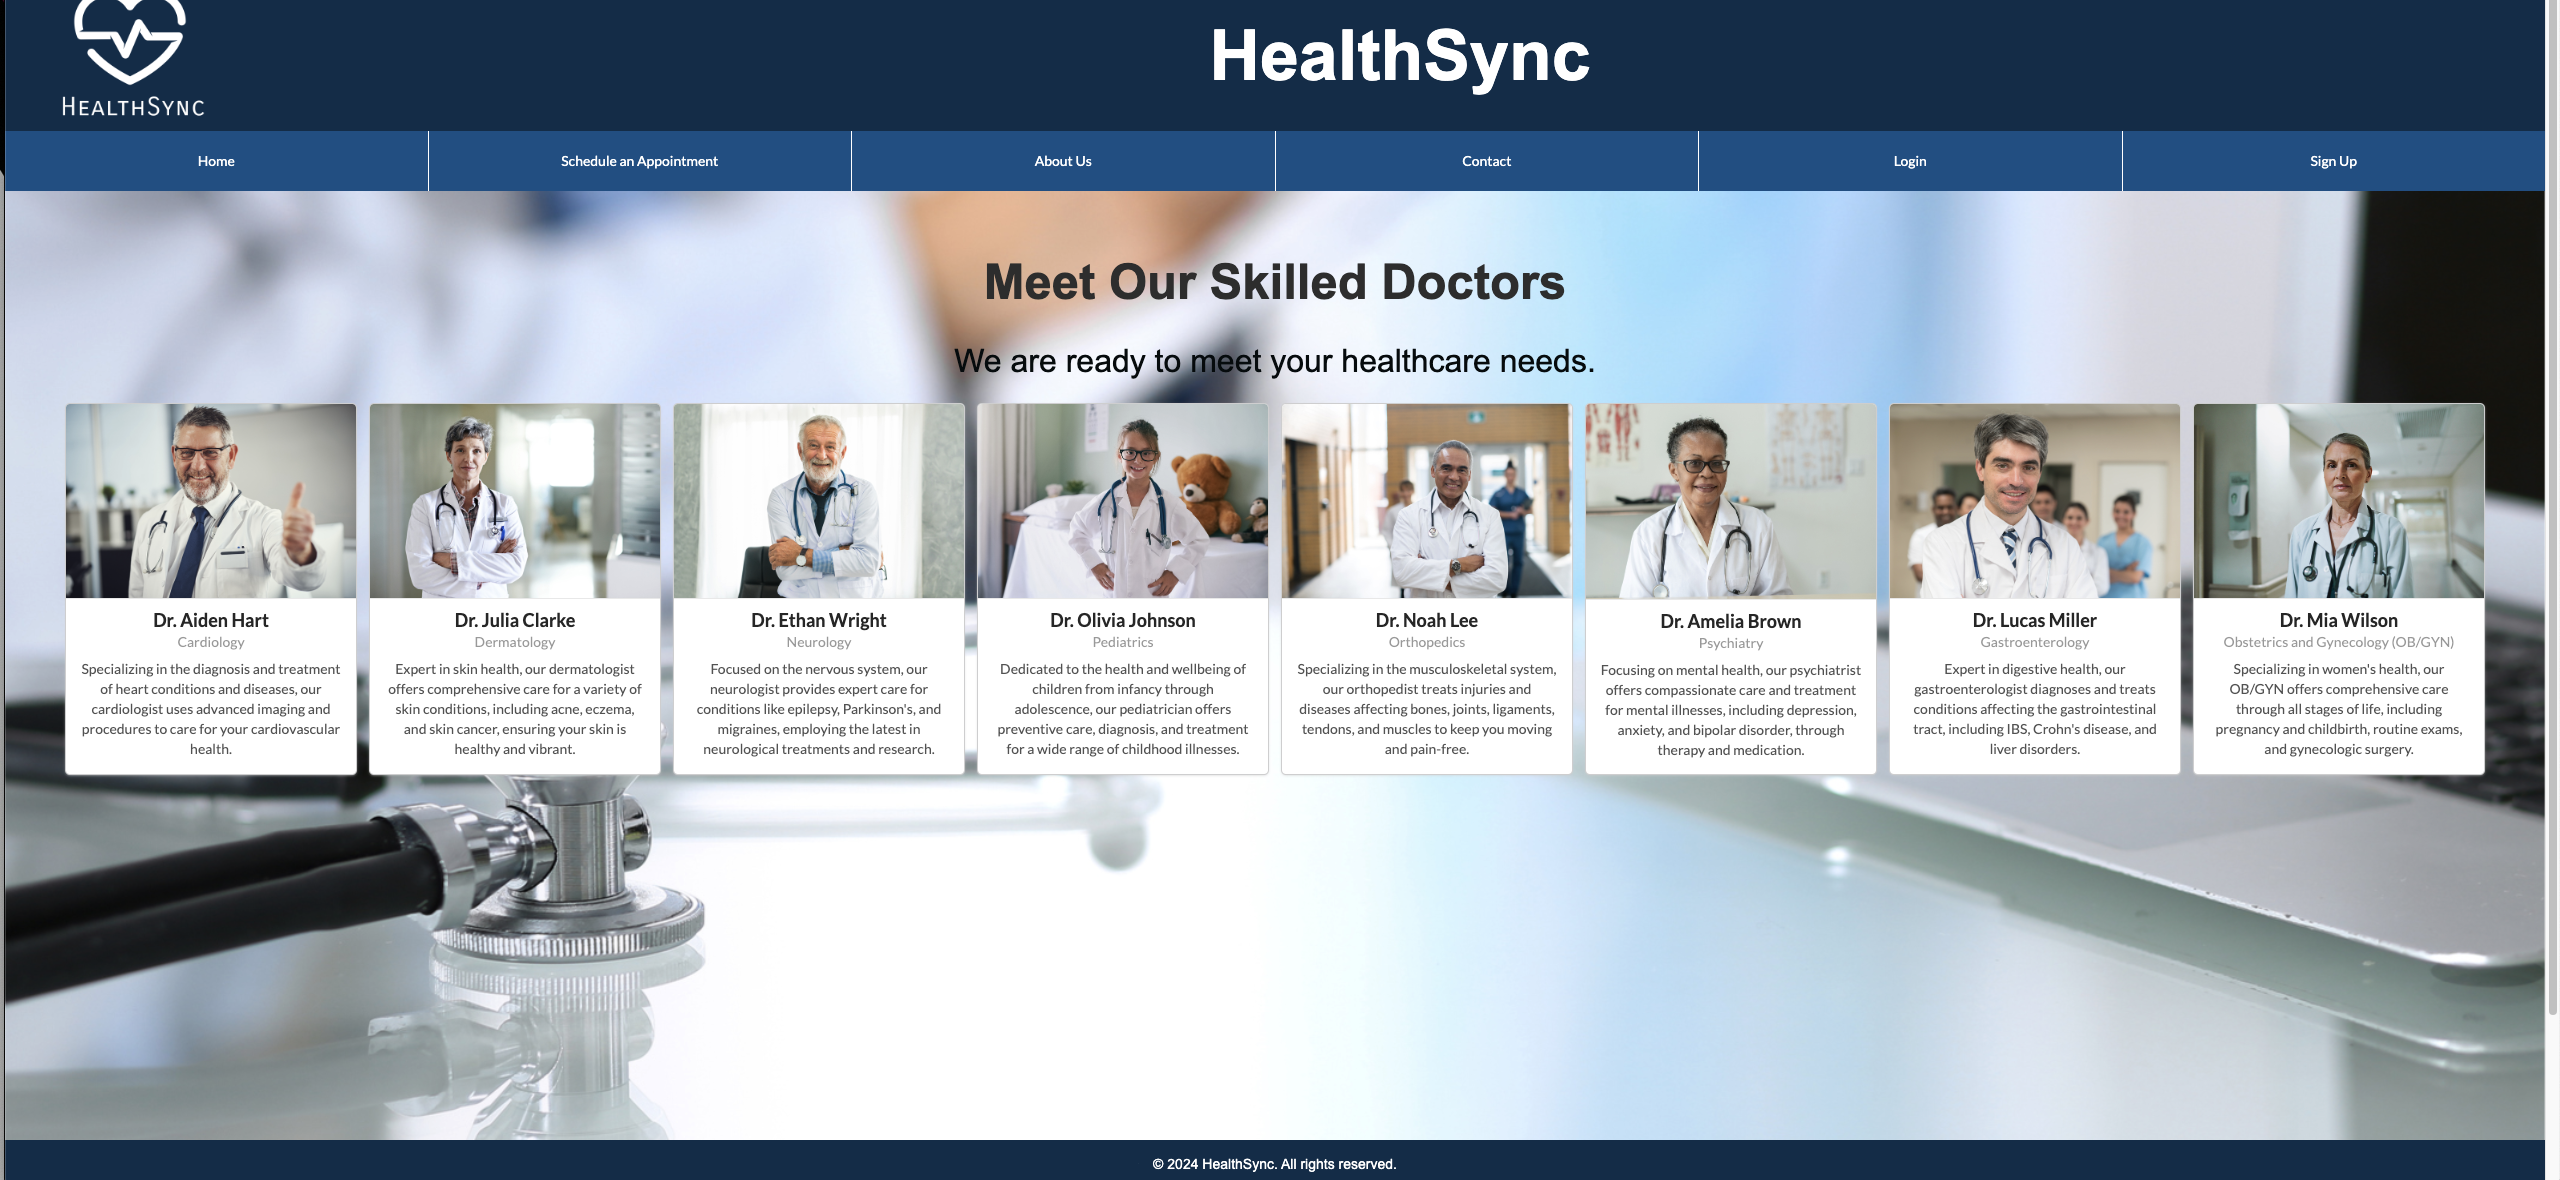 HealthSync
HEALTHSYNC
Home
Schedule an Appointment
About Us
Contact
Login
Sign Up
Meet Our Skilled Doctors
We are ready to meet your healthcare needs.
Dr. Aiden Hart
Cardiology
Specializing in the diagnosis and treatment
of heart conditions and diseases, our
cardiologist uses advanced imaging and
procedures to care for your cardiovascular
health.
Dr. Julia Clarke
Dermatology
Expert in skin health, our dermatologist
offers comprehensive care for a variety of
skin conditions, including acne, eczema,
and skin cancer, ensuring your skin is
healthy and vibrant.
Dr. Ethan Wright
Neurology
Focused on the nervous system, our
neurologist provides expert care for
conditions like epilepsy, Parkinson's, and
migraines, employing the latest in
neurological treatments and research.
Dr. Olivia Johnson
Pediatrics
Dedicated to the health and wellbeing of
children from infancy through
adolescence, our pediatrician offers
preventive care, diagnosis, and treatment
for a wide range of childhood illnesses.
Dr. Noah Lee
Orthopedics
Specializing in the musculoskeletal system,
our orthopedist treats injuries and
diseases affecting bones, joints, ligaments,
tendons, and muscles to keep you moving
and pain-free.
Dr. Amelia Brown
Psychiatry
Focusing on mental health, our psychiatrist
offers compassionate care and treatment
for mental illnesses, including depression,
anxiety, and bipolar disorder, through
therapy and medication.
Dr. Lucas Miller
Gastroenterology
Expert in digestive health, our
gastroenterologist diagnoses and treats
conditions affecting the gastrointestinal
tract, including IBS, Crohn's disease, and
liver disorders.
Dr. Mia Wilson
Obstetrics and Gynecology (OB/GYN)
Specializing in women's health, our
OB/GYN offers comprehensive care
through all stages of life, including
pregnancy and childbirth, routine exams,
and gynecologic surgery.
© 2024 HealthSync. All rights reserved.